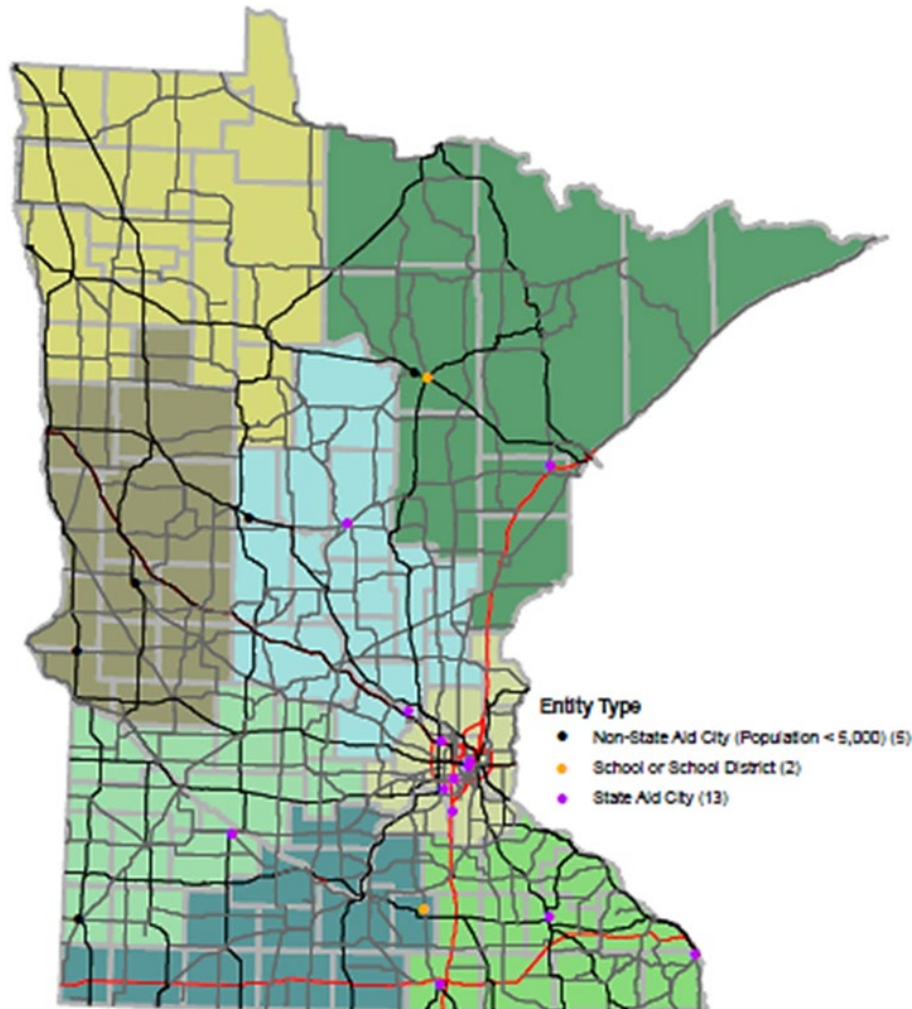 Entity Type
Non-State Aid City (Population < 5,000) (5)
School or School District (2)
State Aid City (13)